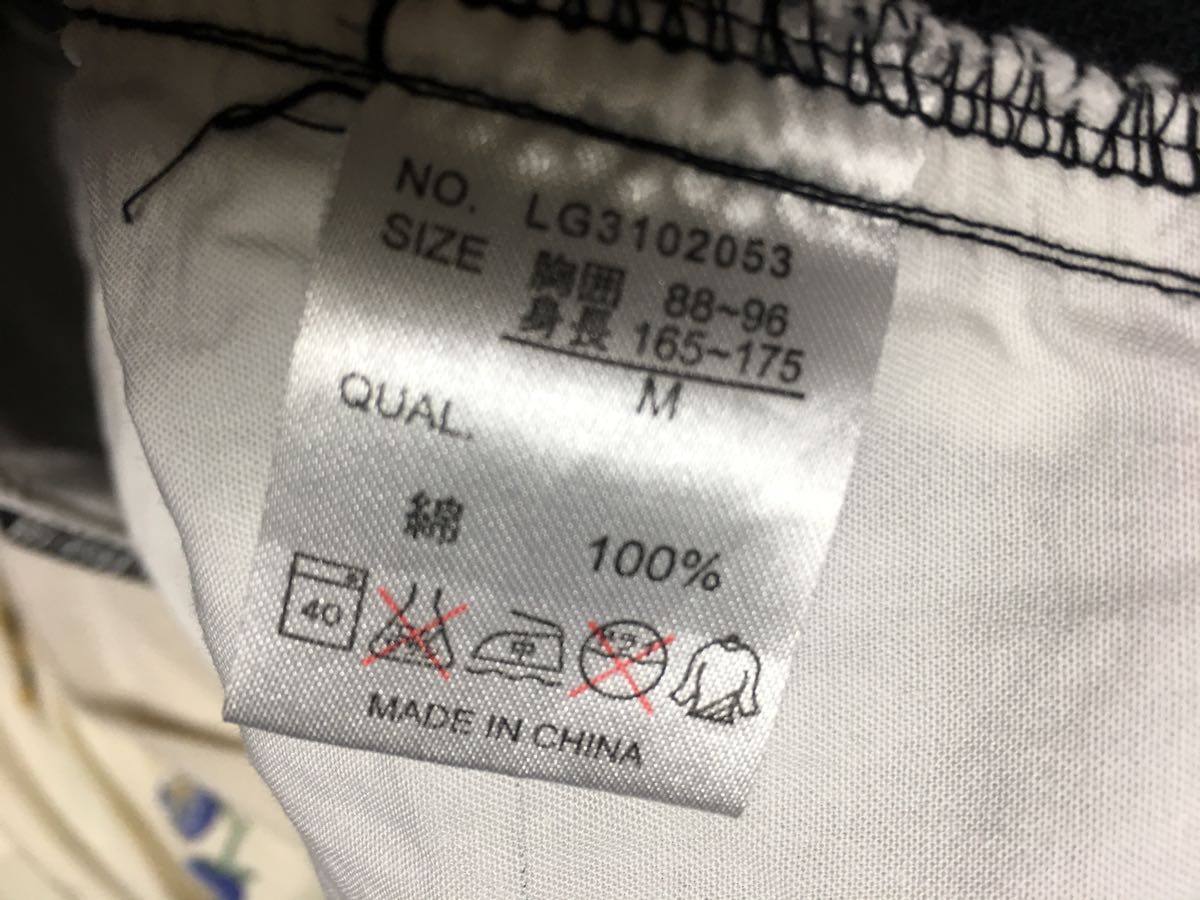 NO. LG3102053
SIZE 胸囲 88~96
身長 165~175
M
QUAL.
綿 100%
40 中
MADE IN CHINA